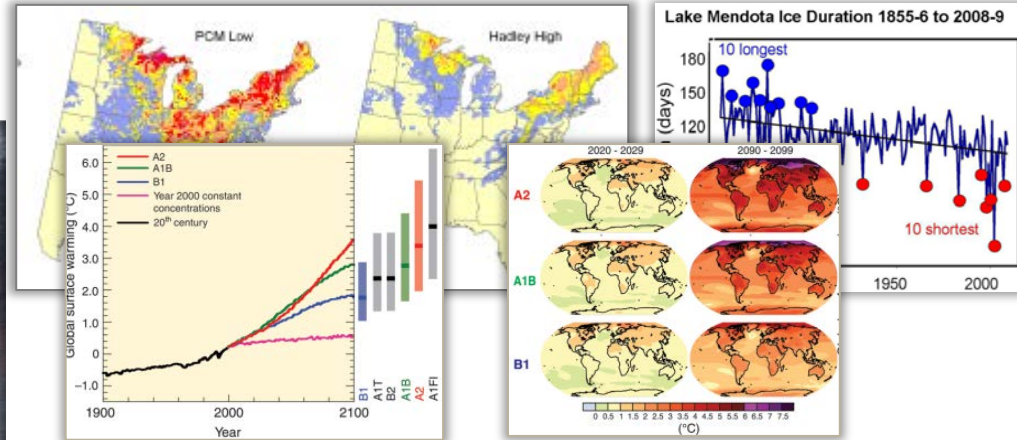 PCM Low
Hadley High
Lake Mendota Ice Duration 1855-6 to 2008-9
10 longest
180
150
120
(days)
10 shortest
1950
2000
6.0
5.0
4.0
3.0
2.0
1.0
0
–1.0
Global surface warming (°C)
A2
A1B
B1
Year 2000 constant
concentrations
20th century
1900
2000
2100
Year
B1
A1T
B2
A1B
A2
A1FI
2020 - 2029
2090 - 2099
A2
A1B
B1
0 0.5 1 1.5 2 2.5 3 3.5 4 4.5 5 5.5 6 6.5 7 7.5
(°C)